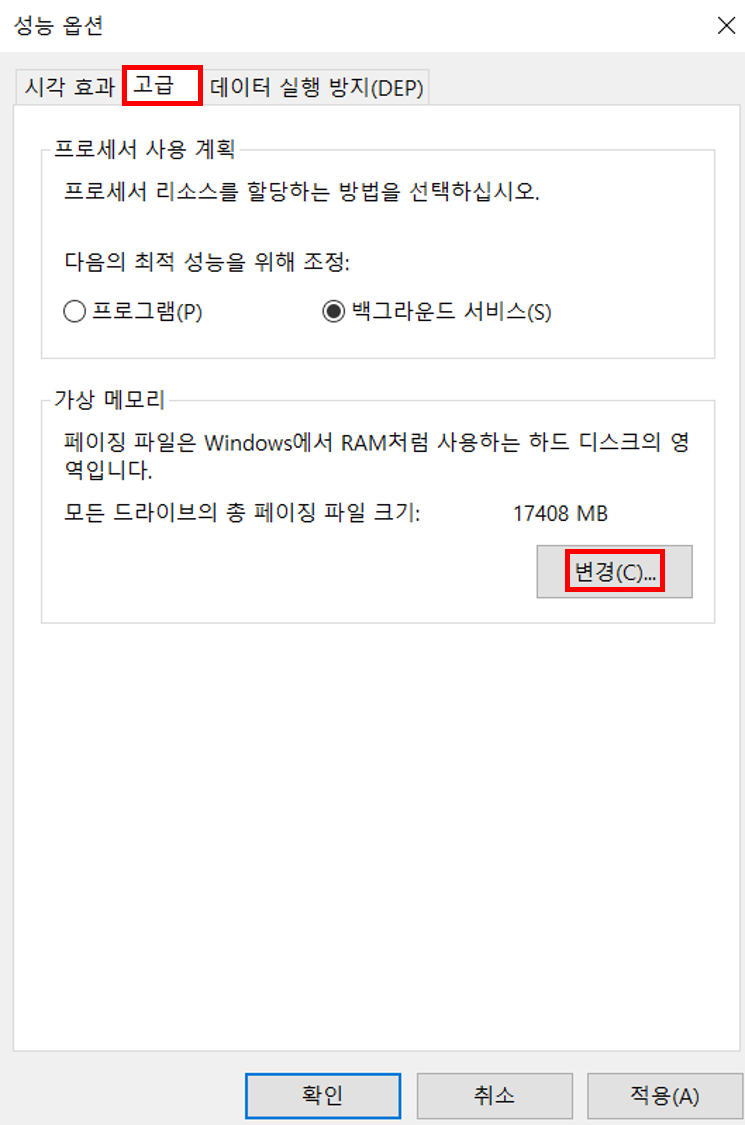 성능 옵션
시각 효과 고급 데이터 실행 방지(DEP)
프로세서 사용 계획
프로세서 리소스를 할당하는 방법을 선택하십시오.
다음의 최적 성능을 위해 조정:
프로그램(P) 백그라운드 서비스(S)
가상 메모리
페이징 파일은 Windows에서 RAM처럼 사용하는 하드 디스크의 영
역입니다.
모든 드라이브의 총 페이징 파일 크기: 17408 MB
변경(C)...
확인 취소 적용(A)